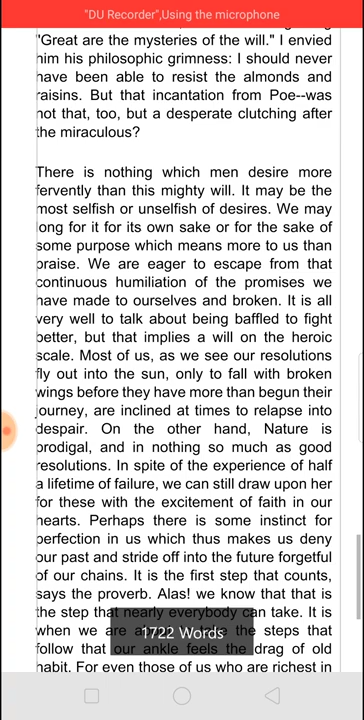 "DU Recorder",Using the microphone
"Great are the mysteries of the will." I envied
him his philosophic grimness: I should never
have been able to resist the almonds and
raisins. But that incantation from Poe--was
not that, too, but a desperate clutching after
the miraculous?
There is nothing which men desire more
fervently than this mighty will. It may be the
most selfish or unselfish of desires. We may
long for it for its own sake or for the sake of
some purpose which means more to us than
praise. We are eager to escape from that
continuous humiliation of the promises we
have made to ourselves and broken. It is all
very well to talk about being baffled to fight
better, but that implies a will on the heroic
scale. Most of us, as we see our resolutions
fly out into the sun, only to fall with broken
wings before they have more than begun their
journey, are inclined at times to relapse into
despair. On the other hand, Nature is
prodigal, and in nothing so much as good
resolutions. In spite of the experience of half
a lifetime of failure, we can still draw upon her
for these with the excitement of faith in our
hearts. Perhaps there is some instinct for
perfection in us which thus makes us deny
our past and stride off into the future forgetful
of our chains. It is the first step that counts,
says the proverb. Alas! we know that that is
the step that nearly everybody can take. It is
when we are take the steps that
1722 Words
follow that our ankle feels the drag of old
habit. For even those of us who are richest in